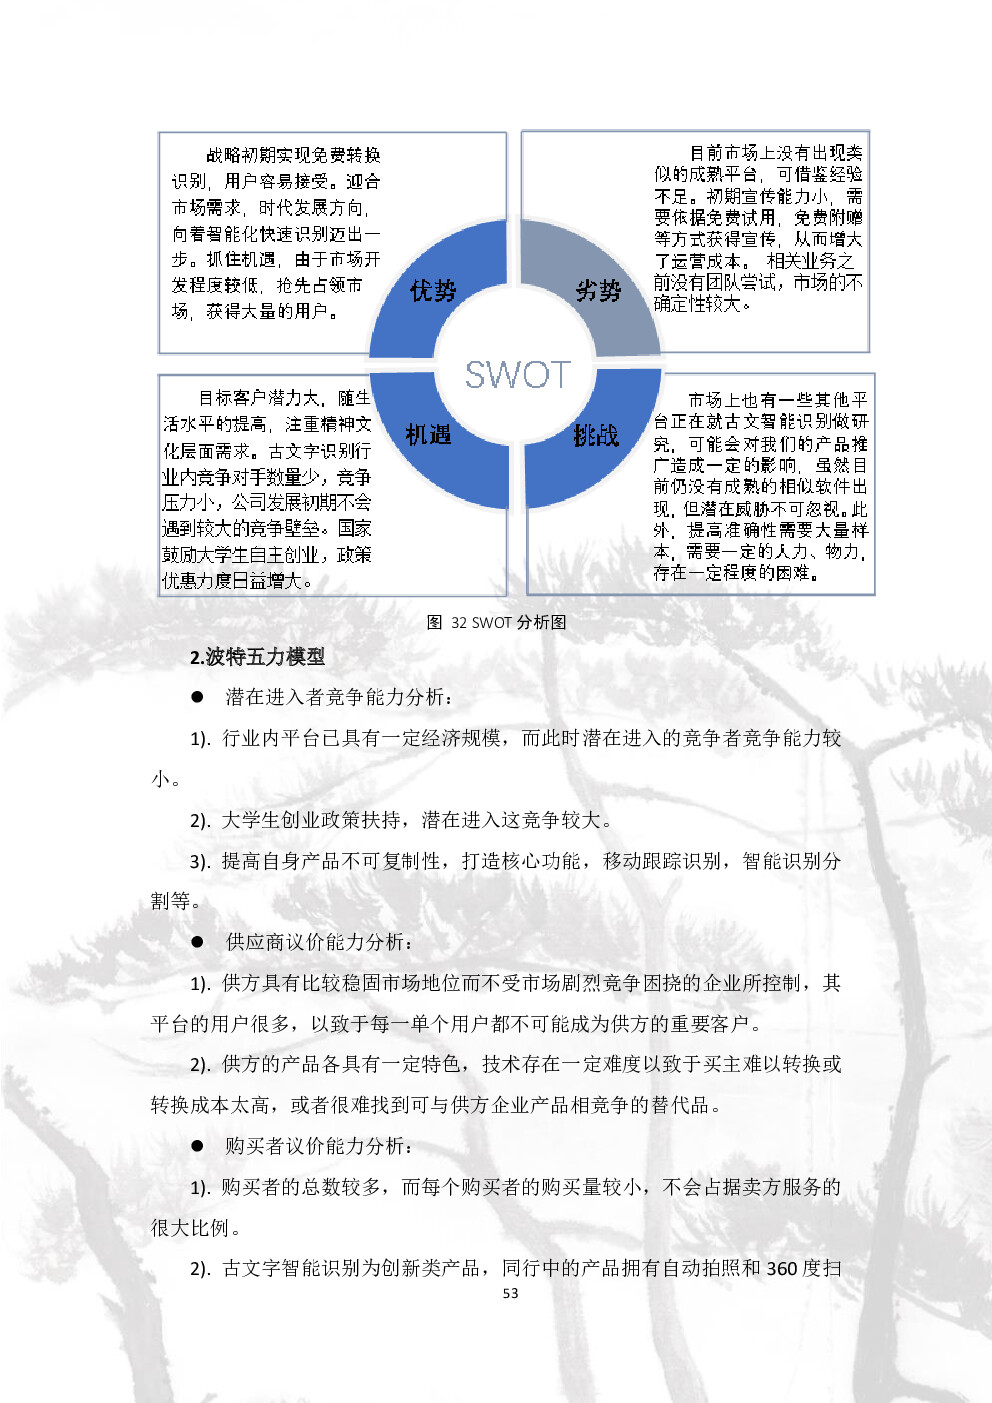 战略初期实现免费转换
识别，用户容易接受。迎合
市场需求，时代发展方向，
向着智能化快速识别迈出一
步。抓住机遇，由于市场开
发程度较低，抢先占领市
场，获得大量的用户。
目前市场上没有出现类
似的成熟平台，可借鉴经验
不足。初期宣传能力小，需
要依据免费试用，免费附赠
等方式获得宣传，从而增大
了运营成本。 相关业务之
前没有团队尝试，市场的不
确定性较大。
优势
劣势
SWOT
机遇
挑战
目标客户潜力大，随生
活水平的提高，注重精神文
化层面需求。古文字识别行
业内竞争对手数量少，竞争
压力小，公司发展初期不会
遇到较大的竞争壁垒。国家
鼓励大学生自主创业，政策
优惠力度日益增大。
市场上也有一些其他平
台正在就古文智能识别做研
究，可能会对我们的产品推
广造成一定的影响，虽然目
前仍没有成熟的相似软件出
现，但潜在威胁不可忽视。此
外，提高准确性需要大量样
本，需要一定的人力、物力，
存在一定程度的困难。
图 32 SWOT 分析图
2.波特五力模型
● 潜在进入者竞争能力分析：
1). 行业内平台已具有一定经济规模，而此时潜在进入的竞争者竞争能力较
小。
2). 大学生创业政策扶持，潜在进入这竞争较大。
3). 提高自身产品不可复制性，打造核心功能，移动跟踪识别，智能识别分
割等。
● 供应商议价能力分析：
1). 供方具有比较稳固市场地位而不受市场剧烈竞争困挠的企业所控制，其
平台的用户很多，以致于每一单个用户都不可能成为供方的重要客户。
2). 供方的产品各具有一定特色，技术存在一定难度以致于买主难以转换或
转换成本太高，或者很难找到可与供方企业产品相竞争的替代品。
● 购买者议价能力分析：
1). 购买者的总数较多，而每个购买者的购买量较小，不会占据卖方服务的
很大比例。
2). 古文字智能识别为创新类产品，同行中的产品拥有自动拍照和 360 度扫
53